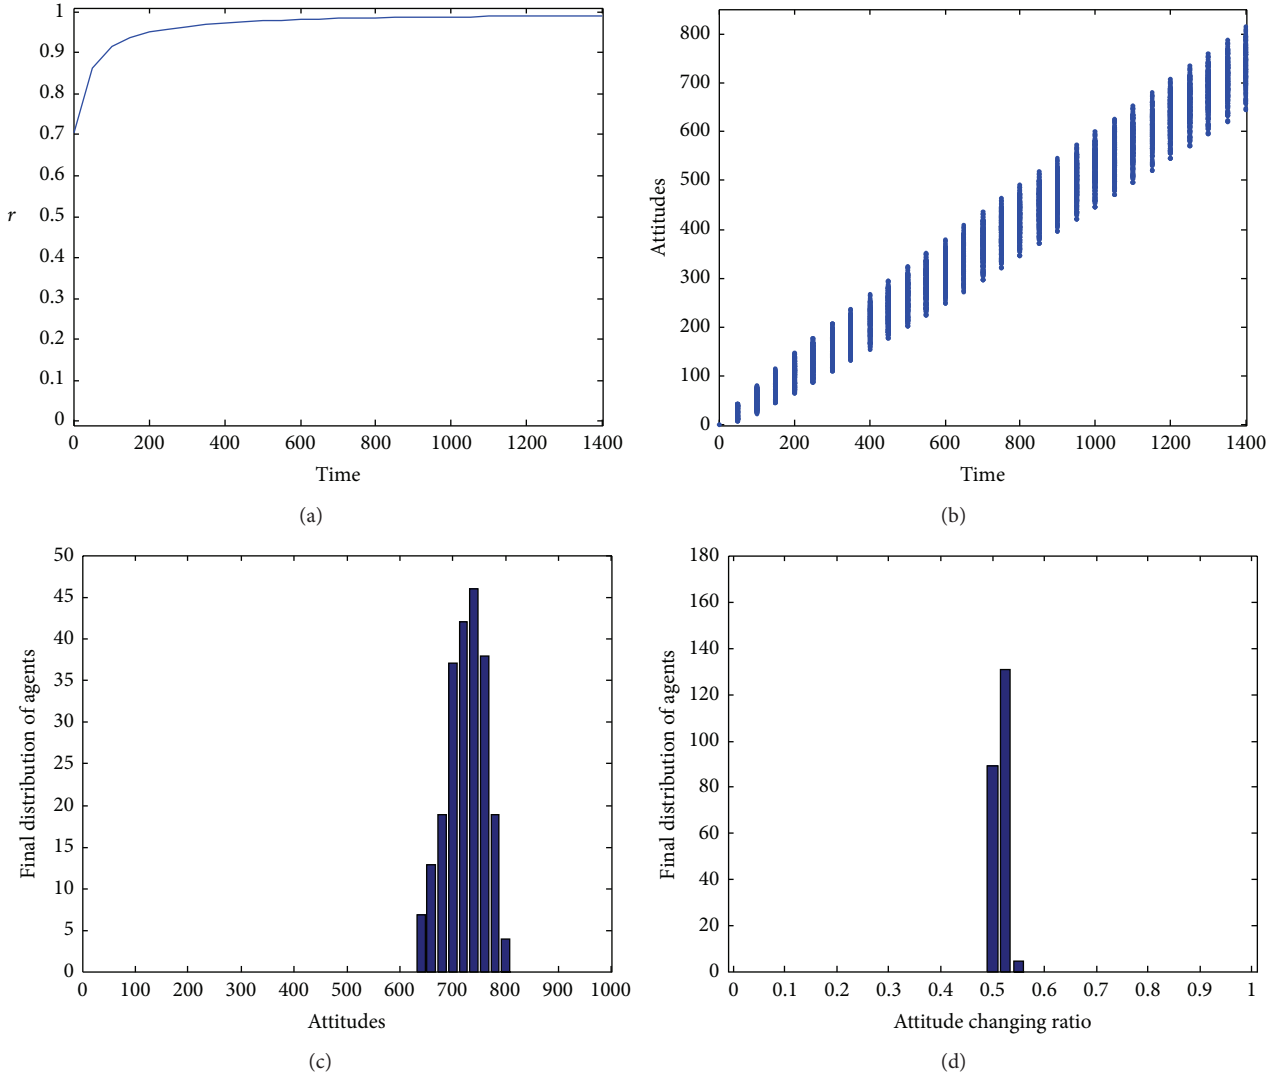 1
0.9
0.8
0.7
0.6
0.5
0.4
0.3
0.2
0.1
0
r
0 200 400 600 800 1000 1200 1400
Time
(a)
800
700
600
500
400
300
200
100
0
Attitudes
0 200 400 600 800 1000 1200 1400
Time
(b)
50
45
40
35
30
25
20
15
10
5
0
Final distribution of agents
0 100 200 300 400 500 600 700 800 900 1000
Attitudes
(c)
180
160
140
120
100
80
60
40
20
0
Final distribution of agents
0 0.1 0.2 0.3 0.4 0.5 0.6 0.7 0.8 0.9 1
Attitude changing ratio
(d)